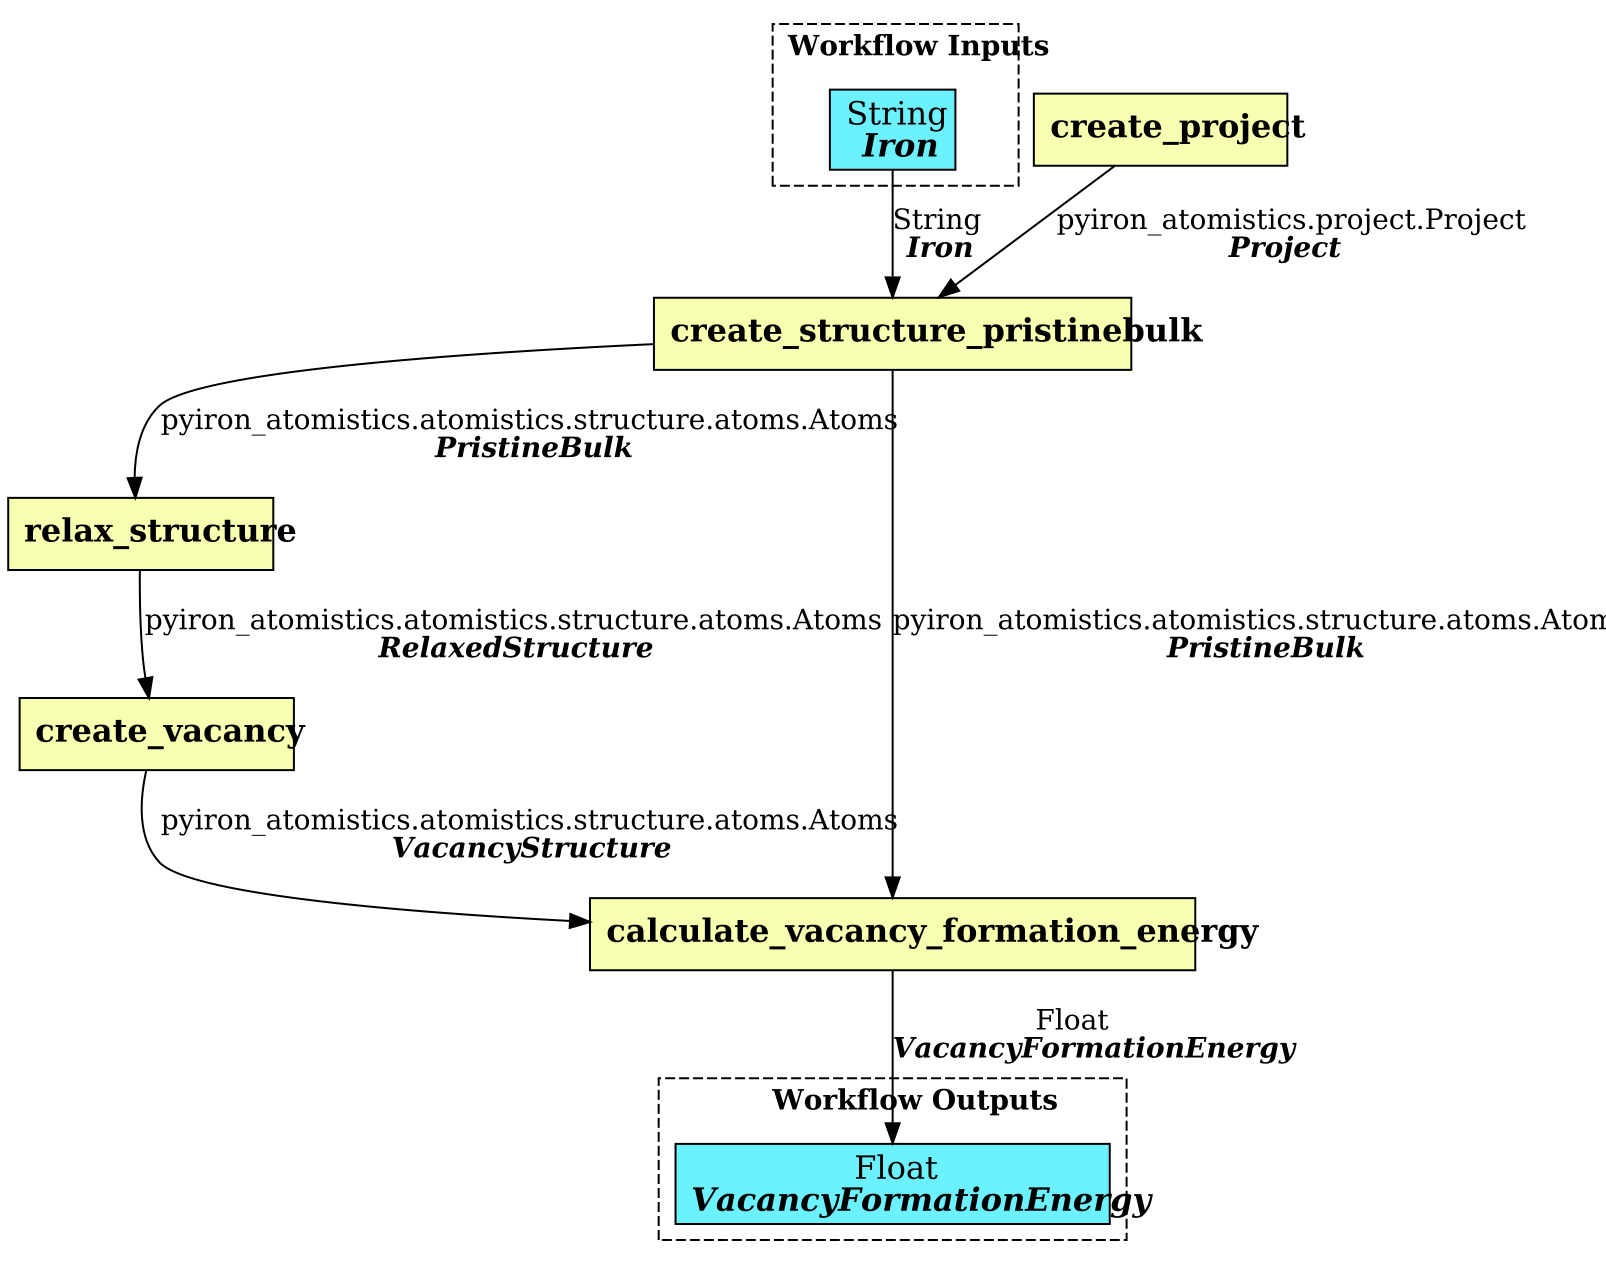 Workflow Inputs
String
Iron
create_project
String
Iron
pyiron_atomistics.project.Project
Project
create_structure_pristinebulk
pyiron_atomistics.atomistics.structure.atoms.Atoms
PristineBulk
relax_structure
pyiron_atomistics.atomistics.structure.atoms.Atoms
RelaxedStructure
pyiron_atomistics.atomistics.structure.atoms.Atom
PristineBulk
create_vacancy
pyiron_atomistics.atomistics.structure.atoms.Atoms
VacancyStructure
calculate_vacancy_formation_energy
Float
VacancyFormationEnergy
Workflow Outputs
Float
VacancyFormationEnergy